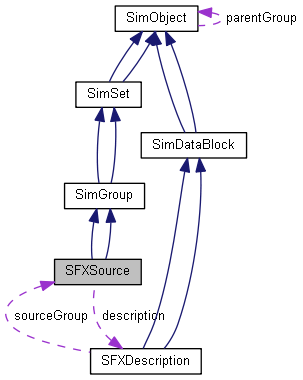 SimObject
parentGroup
SimSet
SimDataBlock
SimGroup
SFXSource
sourceGroup
description
SFXDescription